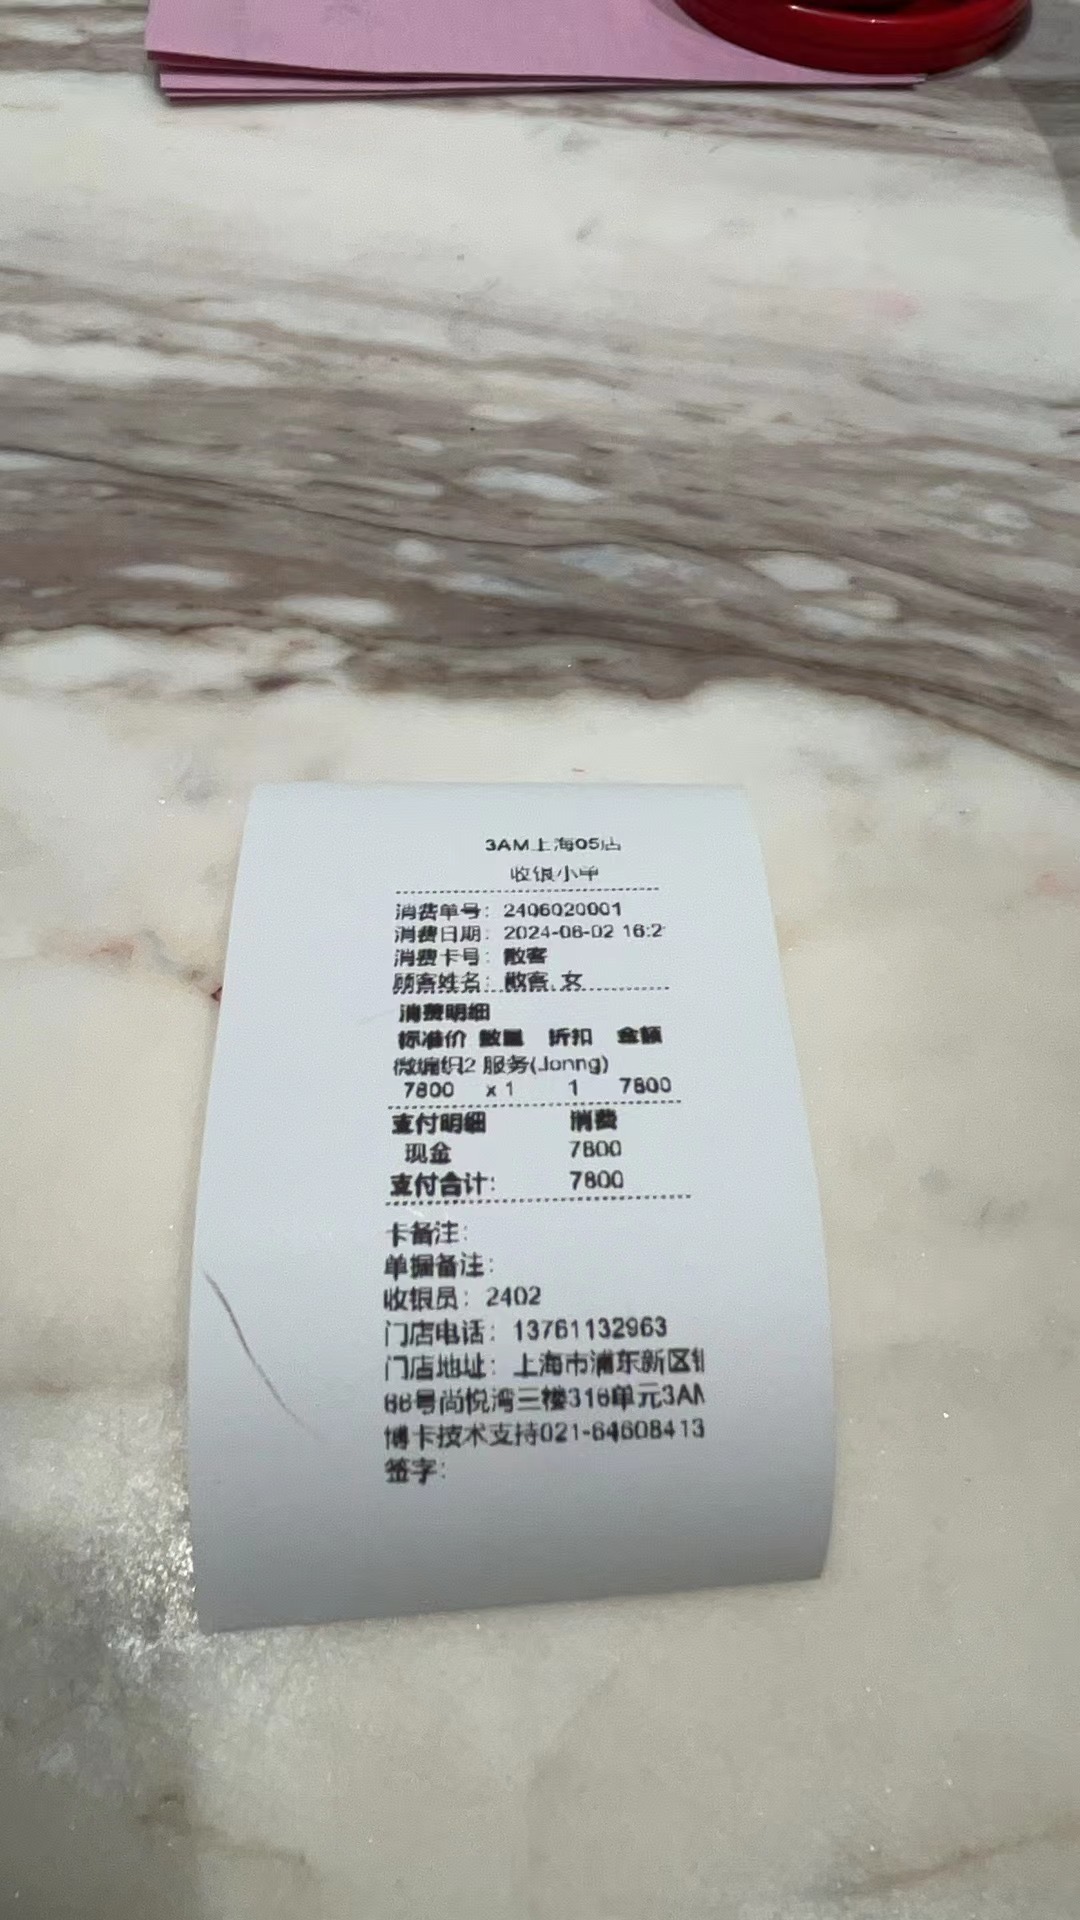 3AM上海05店
收银小单
消费单号：2406020001
消费日期：2024-06-02 16:2
消费卡号：散客
顾客姓名：散客,女
消费明细
标准价 数量 折扣 金额
微编织2 服务(Jonng)
7800 x 1 1 7800
支付明细 消费
现金 7800
支付合计： 7800
卡备注：
单据备注：
收银员：2402
门店电话：13761132963
门店地址：上海市浦东新区
号尚悦湾三楼316单元3AM
博卡技术支持021-64608413
签字：